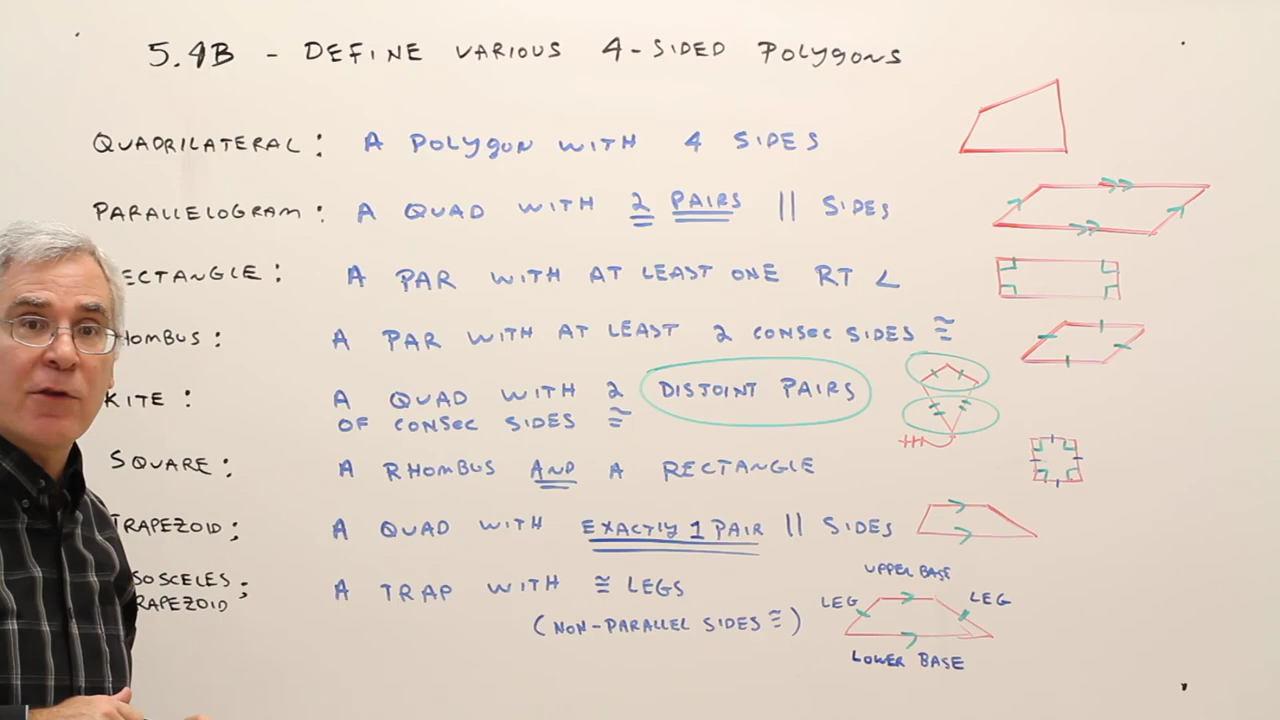 5.4B - DEFINE VARIOUS 4-SIDED POLYGONS
QUADRILATERAL: A POLYGON WITH 4 SIDES
PARALLELOGRAM: A QUAD WITH 2 PAIRS || SIDES
ECTANGLE: A PAR WITH AT LEAST ONE RT ∠
HOMBUS: A PAR WITH AT LEAST 2 CONSEC SIDES ≅
KITE: A QUAD WITH 2 DISJOINT PAIRS
OF CONSEC SIDES ≅
SQUARE: A RHOMBUS AND A RECTANGLE
TRAPEZOID: A QUAD WITH EXACTLY 1 PAIR || SIDES
OSCELES
RAPEZOID: A TRAP WITH ≅ LEGS
(NON-PARALLEL SIDES ≅)
UPPER BASE
LEG LEG
LOWER BASE